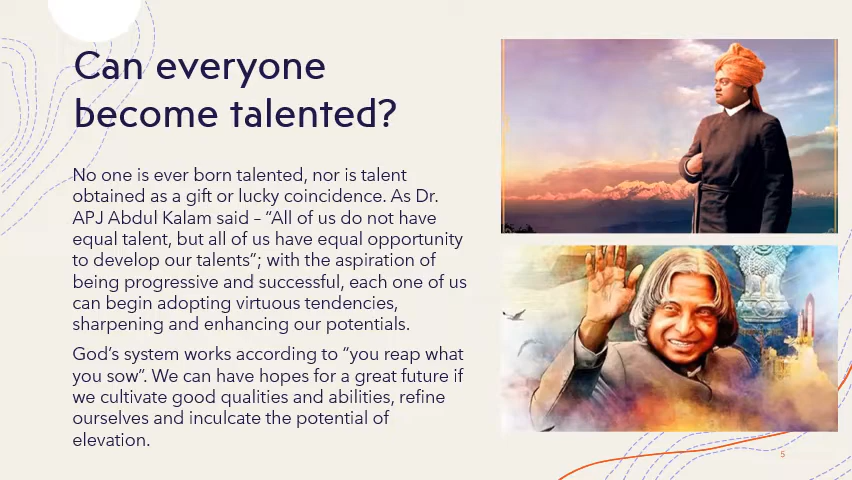 Can everyone
become talented?
No one is ever born talented, nor is talent
obtained as a gift or lucky coincidence. As Dr.
APJ Abdul Kalam said – “All of us do not have
equal talent, but all of us have equal opportunity
to develop our talents”; with the aspiration of
being progressive and successful, each one of us
can begin adopting virtuous tendencies,
sharpening and enhancing our potentials.
God’s system works according to “you reap what
you sow”. We can have hopes for a great future if
we cultivate good qualities and abilities, refine
ourselves and inculcate the potential of
elevation.
5